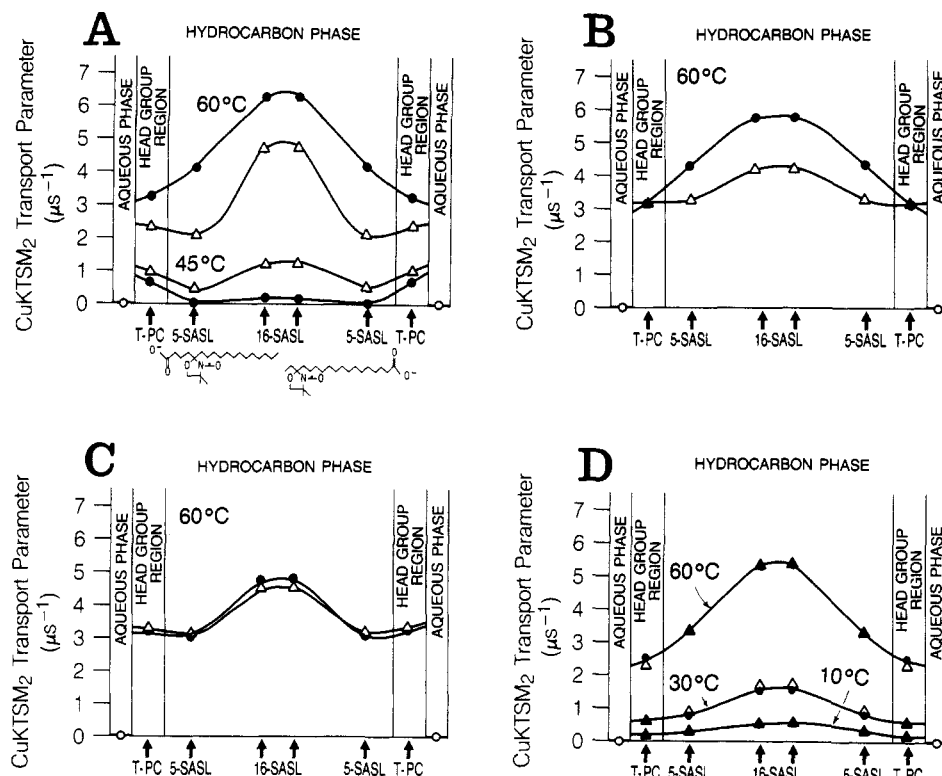 A
HYDROCARBON PHASE
CuKTSM2 Transport Parameter
(μs⁻¹)
7
6
5
4
3
2
1
0
AQUEOUS PHASE
HEAD GROUP
REGION
60°C
45°C
HEAD GROUP
REGION
AQUEOUS PHASE
T-PC 5-SASL 16-SASL 5-SASL T-PC
O⁻
O
O N→O
O N→O
O
O⁻
B
HYDROCARBON PHASE
CuKTSM2 Transport Parameter
(μs⁻¹)
7
6
5
4
3
2
1
0
AQUEOUS PHASE
HEAD GROUP
REGION
60°C
HEAD GROUP
REGION
AQUEOUS PHASE
T-PC 5-SASL 16-SASL 5-SASL T-PC
C
HYDROCARBON PHASE
CuKTSM2 Transport Parameter
(μs⁻¹)
7
6
5
4
3
2
1
0
AQUEOUS PHASE
HEAD GROUP
REGION
60°C
HEAD GROUP
REGION
AQUEOUS PHASE
T-PC 5-SASL 16-SASL 5-SASL T-PC
D
HYDROCARBON PHASE
CuKTSM2 Transport Parameter
(μs⁻¹)
7
6
5
4
3
2
1
0
AQUEOUS PHASE
HEAD GROUP
REGION
60°C
30°C
10°C
HEAD GROUP
REGION
AQUEOUS PHASE
T-PC 5-SASL 16-SASL 5-SASL T-PC